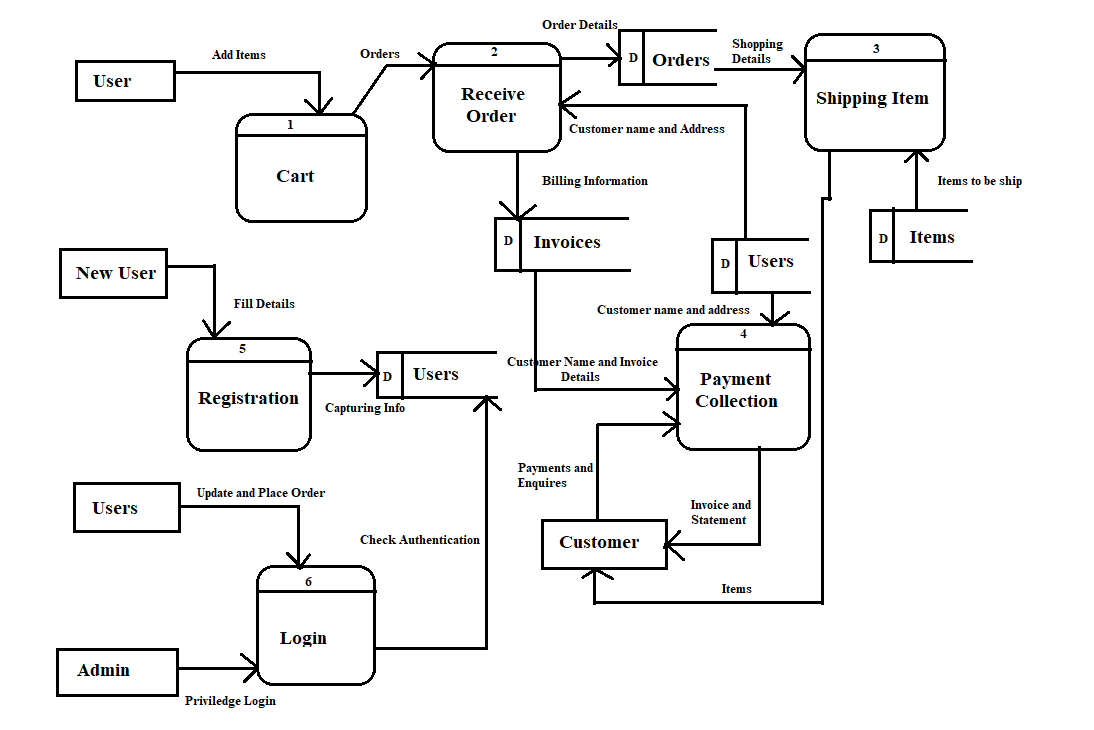 Order Details
Add Items
Orders
Shopping
Details
User
1
Cart
2
Receive
Order
D
Orders
3
Shipping Item
Customer name and Address
Billing Information
Items to be ship
D
Invoices
D
Users
D
Items
New User
Fill Details
Customer name and address
5
Registration
D
Users
Capturing Info
Customer Name and Invoice
Details
4
Payment
Collection
Payments and
Enquires
Invoice and
Statement
Users
Update and Place Order
Check Authentication
Customer
Items
6
Login
Admin
Priviledge Login